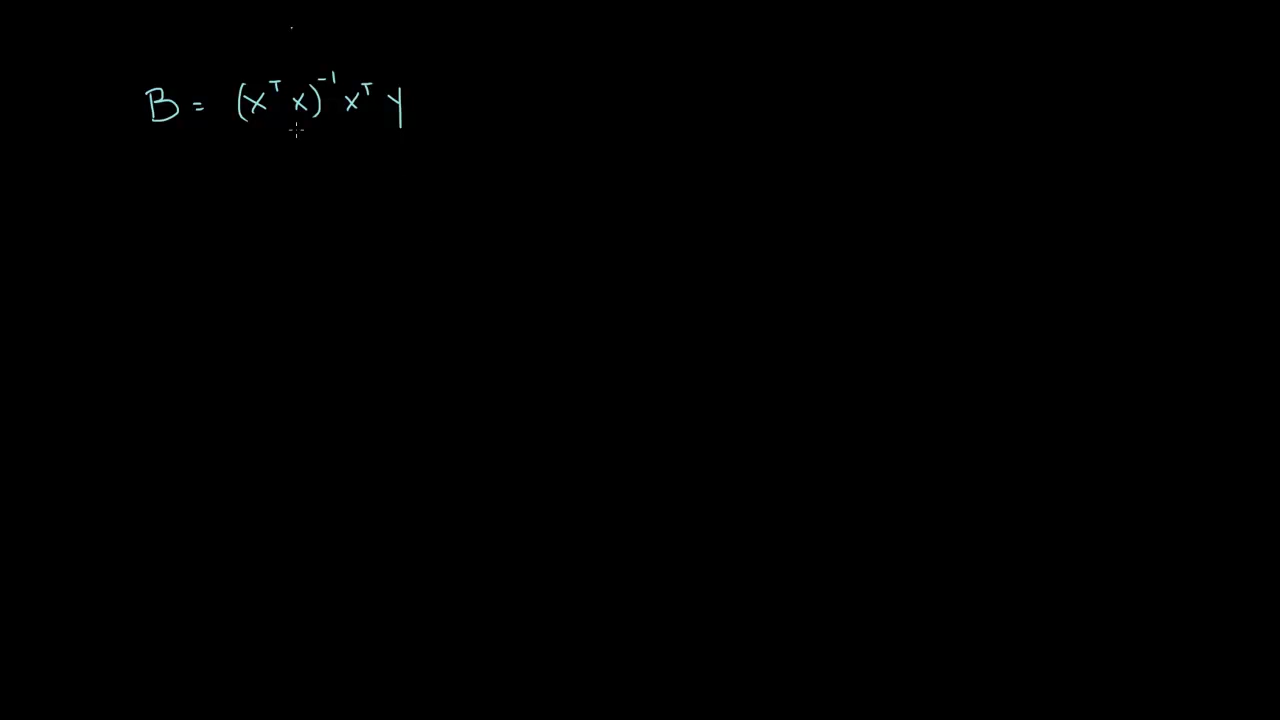 B = (x^T x)^-1 x^T y